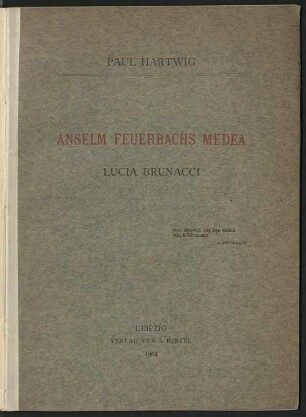 PAUL HARTWIG
ANSELM FEUERBACHS MEDEA
LUCIA BRUNACCI
LEIPZIG
VERLAG VON S. HIRZEL
1904